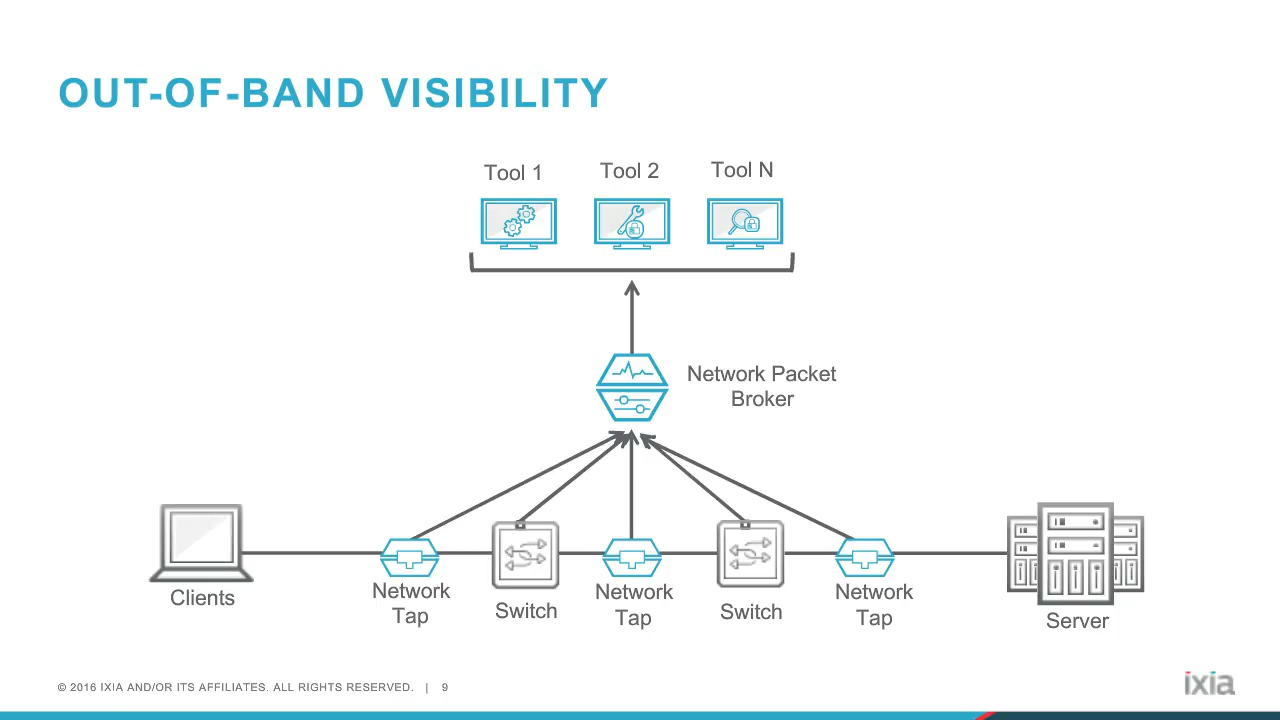 OUT-OF-BAND VISIBILITY
Tool 1
Tool 2
Tool N
Network Packet
Broker
Clients
Network
Tap
Switch
Network
Tap
Switch
Network
Tap
Server
© 2016 IXIA AND/OR ITS AFFILIATES. ALL RIGHTS RESERVED. | 9
ixia